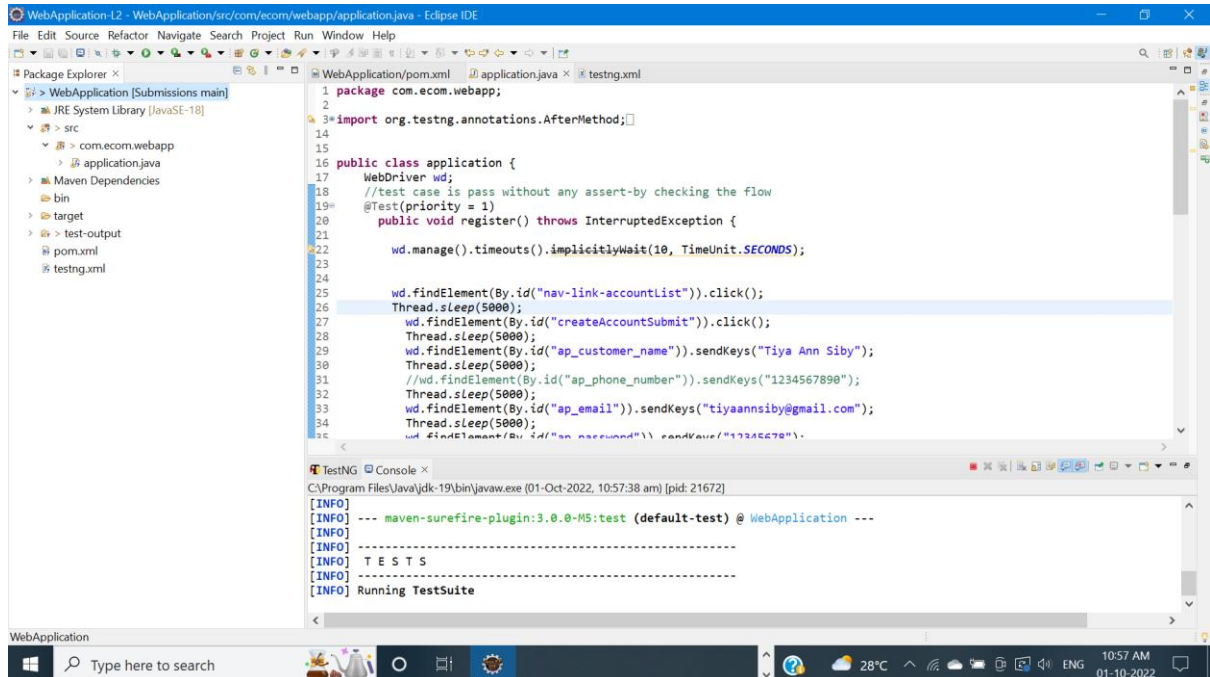 WebApplication-L2 - WebApplication/src/com/ecom/webapp/application.java - Eclipse IDE
File Edit Source Refactor Navigate Search Project Run Window Help
Package Explorer
WebApplication [Submissions main]
JRE System Library [JavaSE-18]
src
com.ecom.webapp
application.java
Maven Dependencies
bin
target
test-output
pom.xml
testng.xml
WebApplication/pom.xml application.java testng.xml
1 package com.ecom.webapp;
2
3 import org.testng.annotations.AfterMethod;
14
15
16 public class application {
17 WebDriver wd;
18 //test case is pass without any assert-by checking the flow
19 @Test(priority = 1)
20 public void register() throws InterruptedException {
21
22 wd.manage().timeouts().implicitlyWait(10, TimeUnit.SECONDS);
23
24
25 wd.findElement(By.id("nav-link-accountList")).click();
26 Thread.sleep(5000);
27 wd.findElement(By.id("createAccountSubmit")).click();
28 Thread.sleep(5000);
29 wd.findElement(By.id("ap_customer_name")).sendKeys("Tiya Ann Siby");
30 Thread.sleep(5000);
31 //wd.findElement(By.id("ap_phone_number")).sendKeys("1234567890");
32 Thread.sleep(5000);
33 wd.findElement(By.id("ap_email")).sendKeys("tiyaannsiby@gmail.com");
34 Thread.sleep(5000);
35 wd.findElement(By.id("ap_password")).sendKeys("12345678");
TestNG Console
C:\Program Files\Java\jdk-19\bin\javaw.exe (01-Oct-2022, 10:57:38 am) [pid: 21672]
[INFO]
[INFO] --- maven-surefire-plugin:3.0.0-M5:test (default-test) @ WebApplication ---
[INFO]
[INFO] -------------------------------------------------------
[INFO] T E S T S
[INFO] -------------------------------------------------------
[INFO] Running TestSuite
WebApplication
Type here to search
28°C
ENG
10:57 AM
01-10-2022